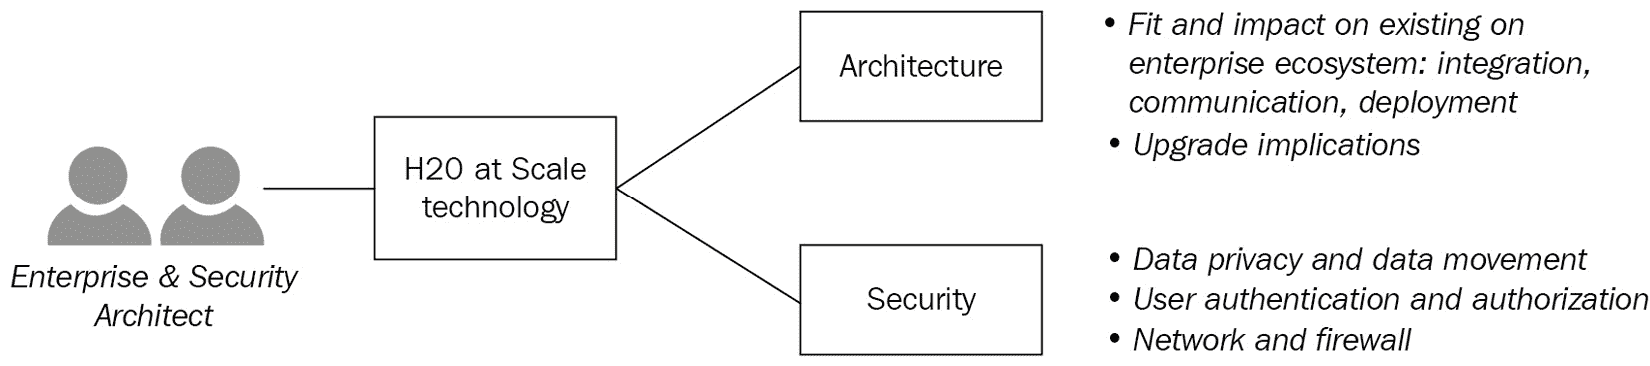 Enterprise & Security
Architect
H20 at Scale
technology
Architecture
• Fit and impact on existing on
enterprise ecosystem: integration,
communication, deployment
• Upgrade implications
Security
• Data privacy and data movement
• User authentication and authorization
• Network and firewall